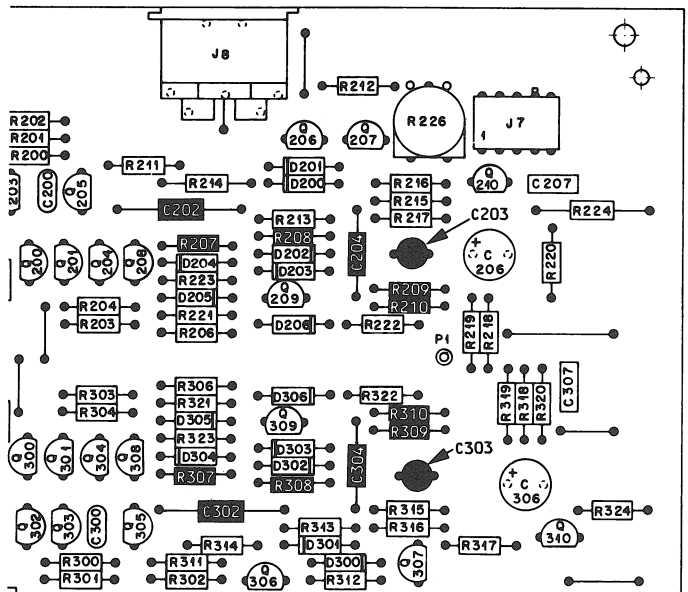 J8
R212
R226
J7
1
R202
R201
R200
Q 206
Q 207
R211
D201
D200
Q 203
C200
Q 205
R214
R216
R215
R217
Q 210
C207
C202
R213
C204
C203
R224
R207
R208
Q 200
Q 201
Q 204
Q 208
D204
D202
+
C 206
R220
R223
D203
D205
Q 209
R209
R210
R204
R203
R221
R206
D206
R222
R219
R218
P1
R303
R304
R306
R321
D305
R323
D304
R307
D306
R322
Q 309
R310
R309
R319
R318
R320
C307
Q 300
Q 301
Q 304
Q 308
D303
D302
R308
C304
C303
+
C 306
C302
Q 302
Q 303
C300
Q 305
R313
R315
R316
R324
R314
D301
R317
Q 310
R300
R301
R311
R302
Q 306
D300
R312
Q 307